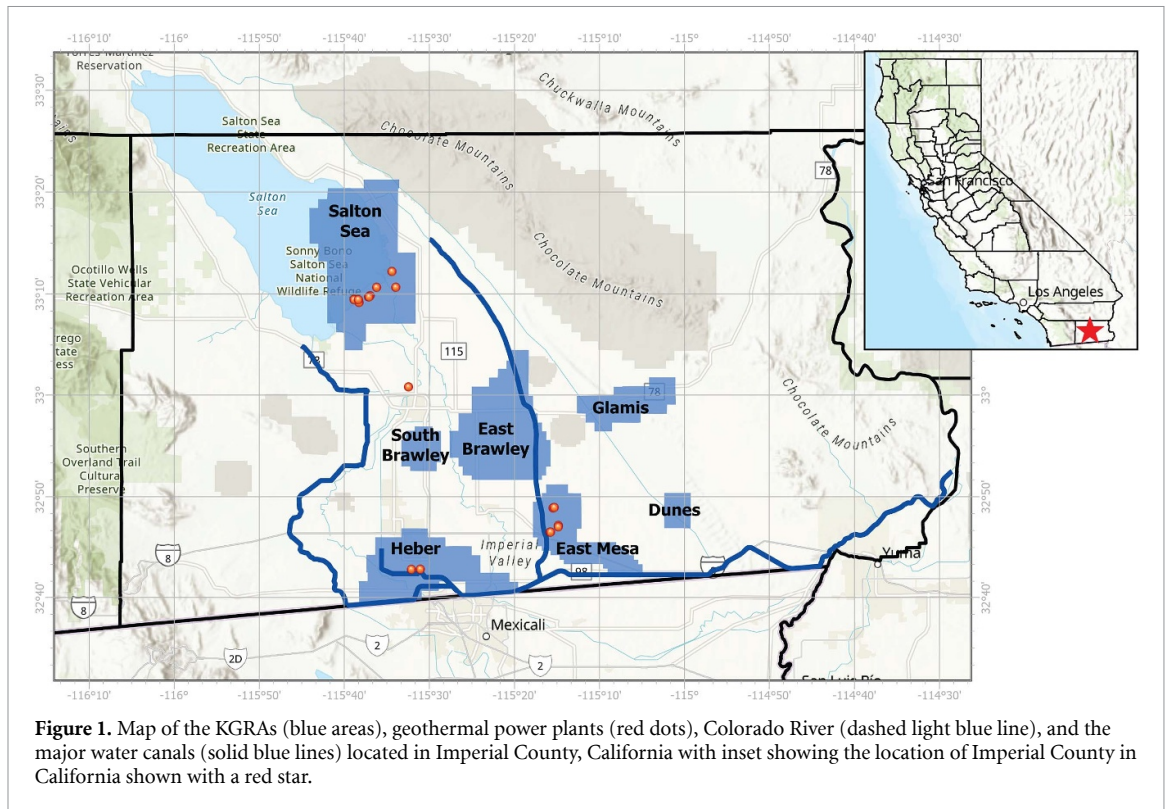 -116°10'
-116°
-115°50'
-115°40'
-115°30'
-115°20'
-115°10'
-115°
-114°50'
-114°40'
-114°30'
Reservation
33°30'
Chuckwalla Mountains
Salton Sea
State
Recreation Area
Chocolate Mountains
78
San Francisco
33°20'
33°20'
Salton
Sea
Salton
Sea
Sonny Bono
Salton Sea
National
Wildlife Refuge
Chocolate Mountains
Ocotillo Wells
State Vehicular
Recreation Area
Los Angeles
33°10'
33°10'
115
78
78
33°
33°
Glamis
Chocolate Mountains
South
Brawley
East
Brawley
Southern
Overland Trail
Cultural
Preserve
32°50'
32°50'
Dunes
Heber
Imperial
Valley
East Mesa
8
98
Yuma
32°40'
32°40'
8
Mexicali
2
2D
2
-116°10'
-116°
-115°50'
-115°40'
-115°30'
-115°20'
-115°10'
-115°
-114°50'
-114°40'
-114°30'
Figure 1. Map of the KGRAs (blue areas), geothermal power plants (red dots), Colorado River (dashed light blue line), and the
major water canals (solid blue lines) located in Imperial County, California with inset showing the location of Imperial County in
California shown with a red star.